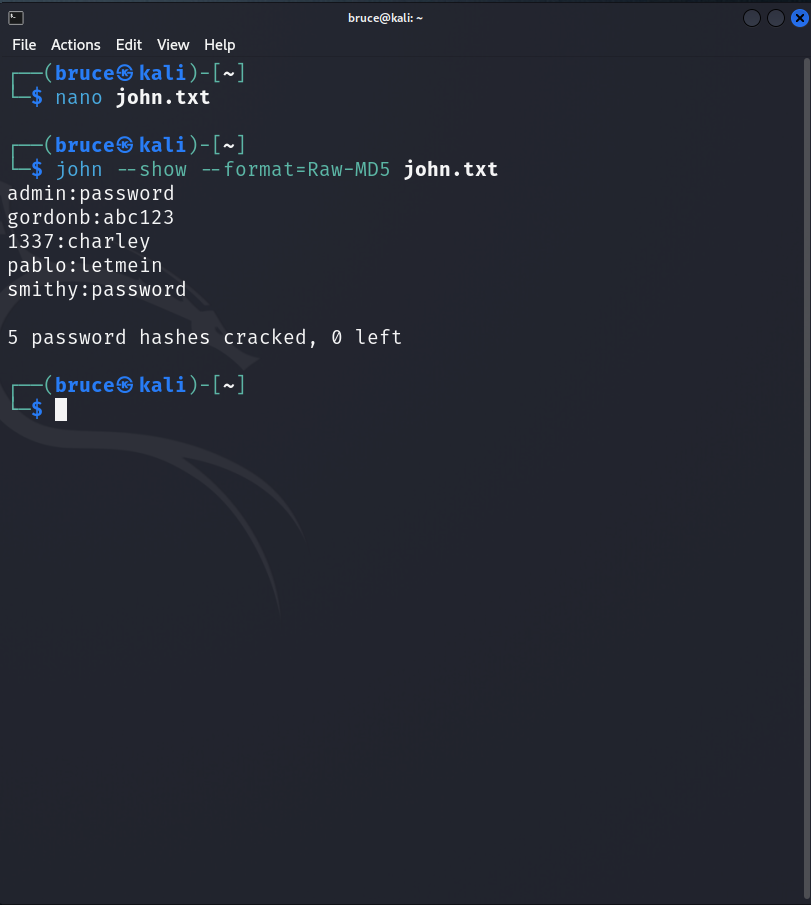 bruce@kali: ~
File Actions Edit View Help
┌──(bruce㉿kali)-[~]
└─$ nano john.txt
┌──(bruce㉿kali)-[~]
└─$ john --show --format=Raw-MD5 john.txt
admin:password
gordonb:abc123
1337:charley
pablo:letmein
smithy:password
5 password hashes cracked, 0 left
┌──(bruce㉿kali)-[~]
└─$